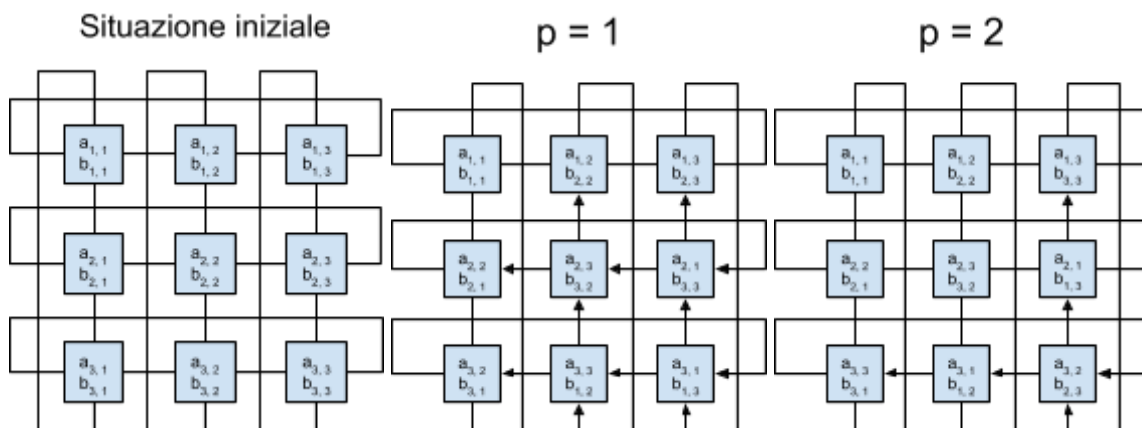 Situazione iniziale
p = 1
p = 2
a1, 1
b1, 1
a1, 2
b1, 2
a1, 3
b1, 3
a2, 1
b2, 1
a2, 2
b2, 2
a2, 3
b2, 3
a3, 1
b3, 1
a3, 2
b3, 2
a3, 3
b3, 3
a1, 1
b1, 1
a1, 2
b2, 2
a1, 3
b2, 3
a2, 2
b2, 1
a2, 3
b3, 2
a2, 1
b3, 3
a3, 2
b3, 1
a3, 3
b1, 2
a3, 1
b1, 3
a1, 1
b1, 1
a1, 2
b2, 2
a1, 3
b3, 3
a2, 2
b2, 1
a2, 3
b3, 2
a2, 1
b1, 3
a3, 3
b3, 1
a3, 1
b1, 2
a3, 2
b2, 3